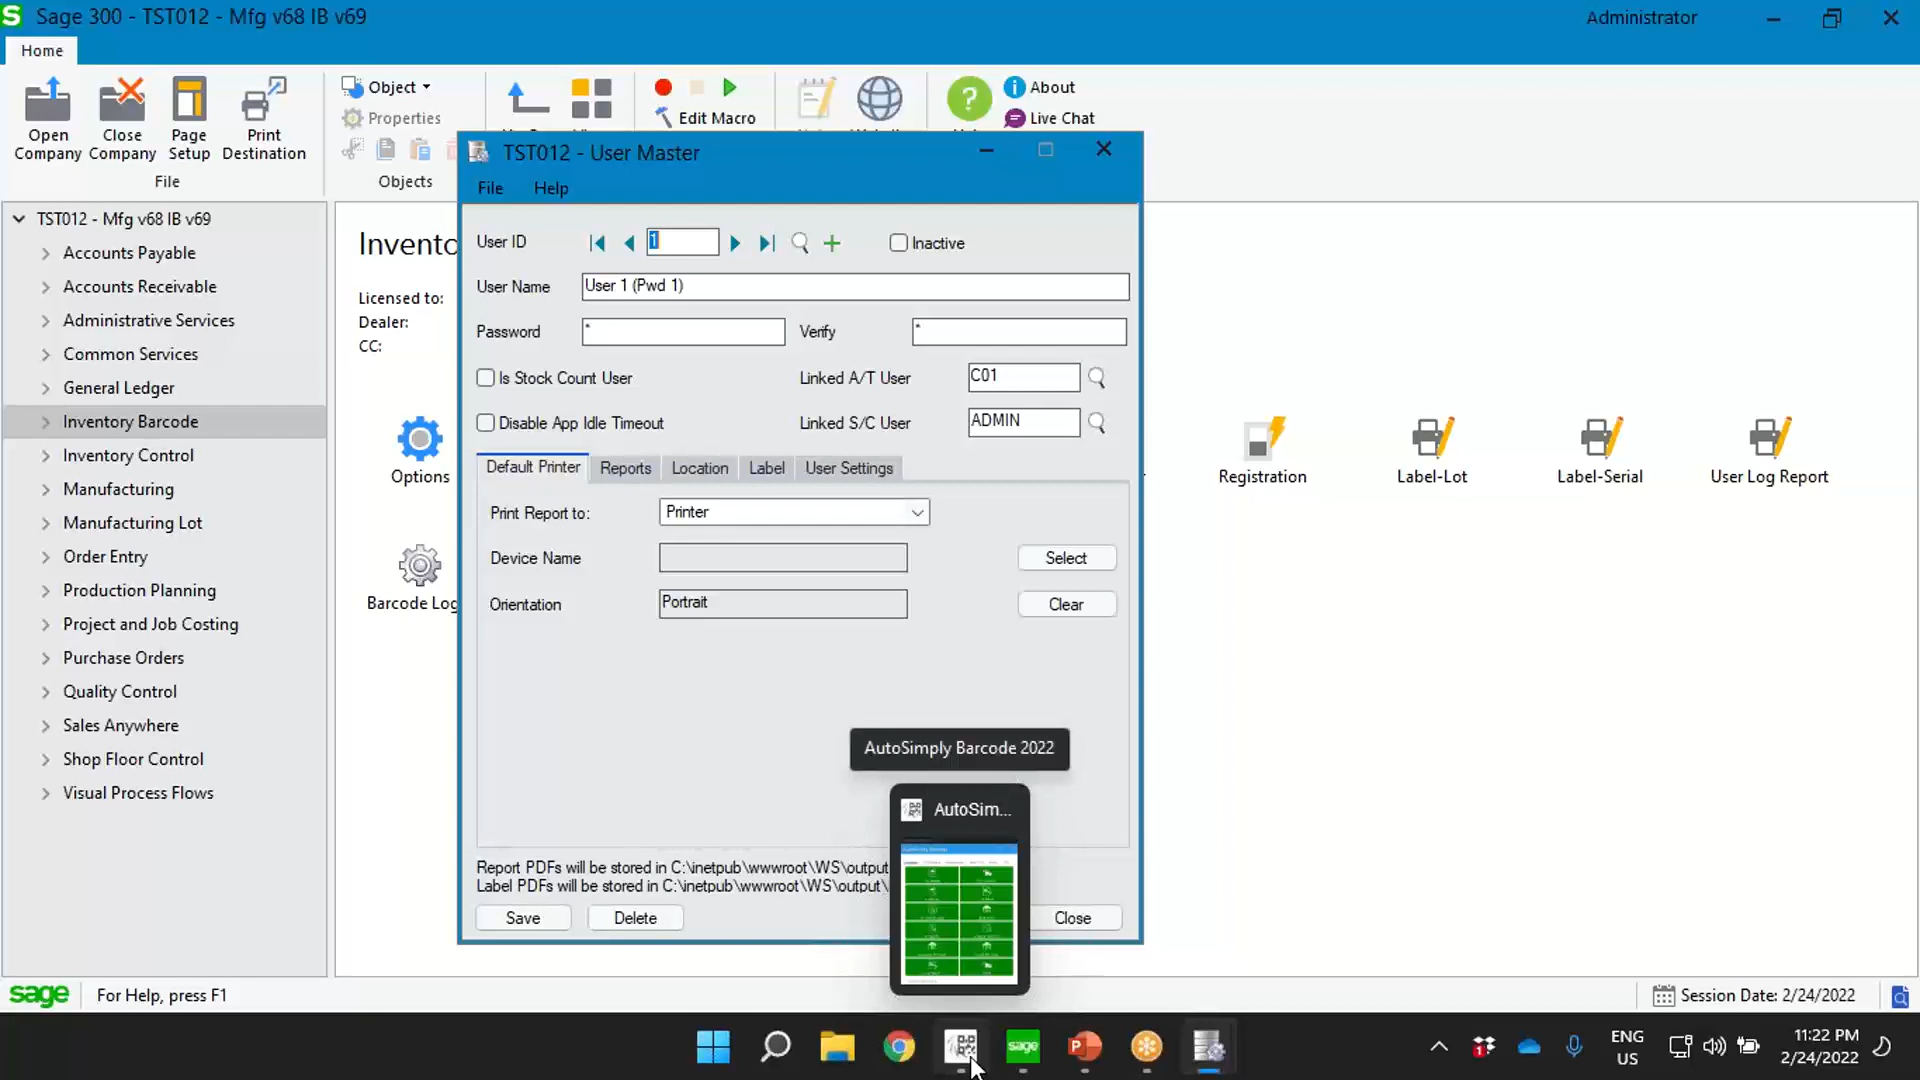 Sage 300 - TST012 - Mfg v68 IB v69
Administrator
Home
Open Company
Close Company
Page Setup
Print Destination
File
Object
Properties
Objects
Edit Macro
About
Live Chat
TST012 - User Master
File Help
TST012 - Mfg v68 IB v69
Accounts Payable
Accounts Receivable
Administrative Services
Common Services
General Ledger
Inventory Barcode
Inventory Control
Manufacturing
Manufacturing Lot
Order Entry
Production Planning
Project and Job Costing
Purchase Orders
Quality Control
Sales Anywhere
Shop Floor Control
Visual Process Flows
Invento
Licensed to:
Dealer:
CC:
Options
Barcode Log
User ID 1 Inactive
User Name User 1 (Pwd 1)
Password * Verify *
Is Stock Count User Linked A/T User C01
Disable App Idle Timeout Linked S/C User ADMIN
Default Printer Reports Location Label User Settings
Print Report to: Printer
Device Name Select
Orientation Portrait Clear
Report PDFs will be stored in C:\inetpub\wwwroot\WS\output
Label PDFs will be stored in C:\inetpub\wwwroot\WS\output\
Save Delete Close
AutoSimply Barcode 2022
AutoSim...
Registration
Label-Lot
Label-Serial
User Log Report
sage For Help, press F1
Session Date: 2/24/2022
sage
ENG
US
11:22 PM
2/24/2022